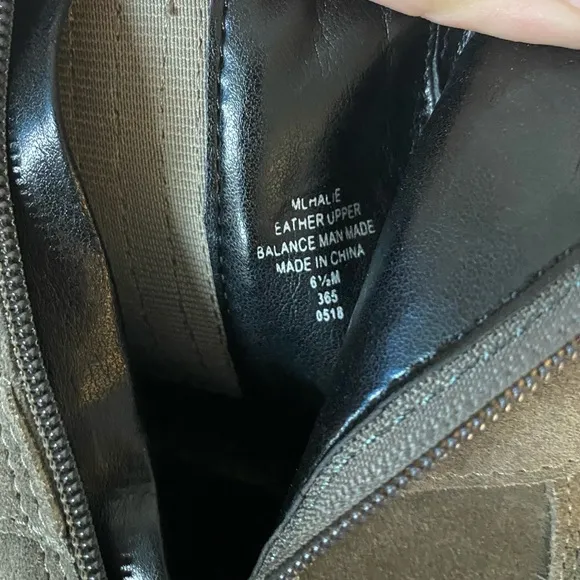 MLHALIE
EATHER UPPER
BALANCE MAN MADE
MADE IN CHINA
6½M
365
0518